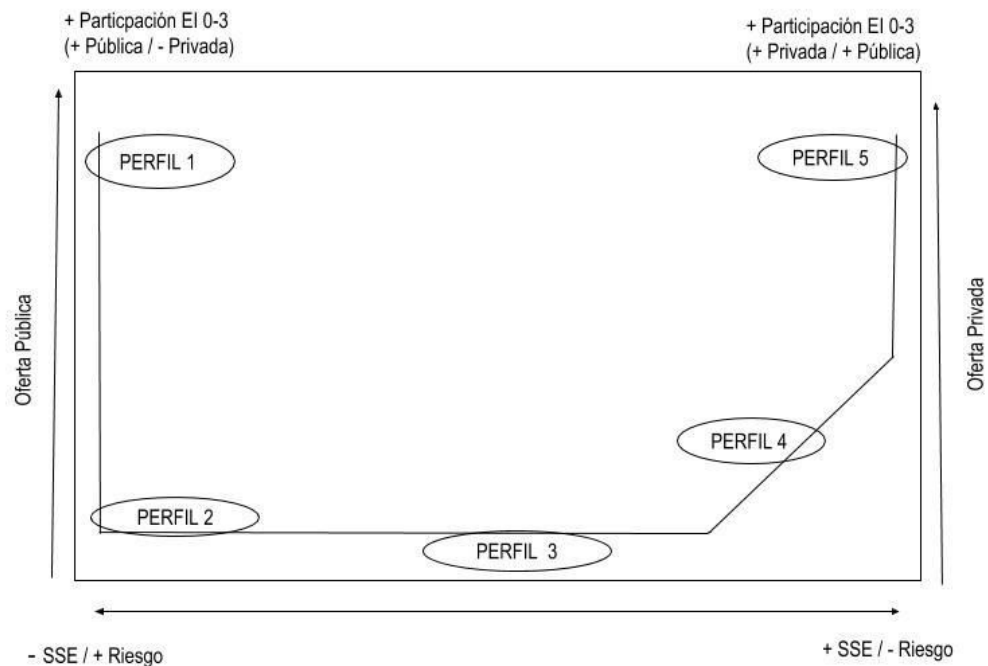 + Particpación EI 0-3
(+ Pública / - Privada)
+ Participación EI 0-3
(+ Privada / + Pública)
PERFIL 1
PERFIL 5
Oferta Pública
Oferta Privada
PERFIL 4
PERFIL 2
PERFIL 3
- SSE / + Riesgo
+ SSE / - Riesgo